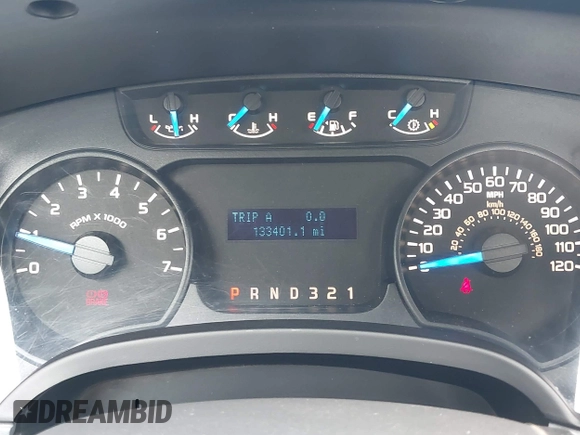 L H C H E F C H
°C/°F
1 2 3 4 5 6 7 0
RPM X 1000
TRIP A 0.0
133401.1 mi
P R N D 3 2 1
0 10 20 30 40 50 60 70 80 90 100 110 120
MPH
km/h
20 40 60 80 100 120 140 160 180
DREAMBID